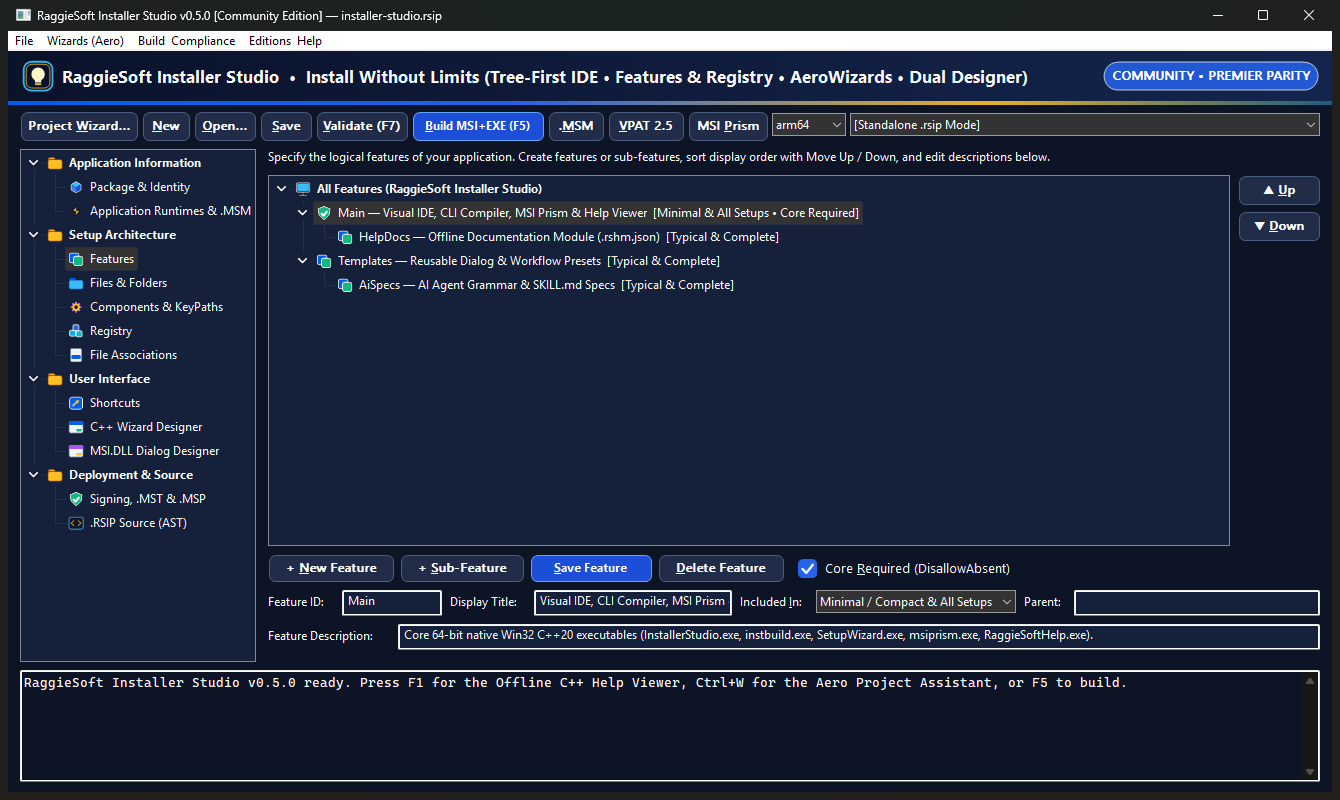 RaggieSoft Installer Studio v0.5.0 [Community Edition] — installer-studio.rsip
File Wizards (Aero) Build Compliance Editions Help
RaggieSoft Installer Studio • Install Without Limits (Tree-First IDE • Features & Registry • AeroWizards • Dual Designer)
COMMUNITY • PREMIER PARITY
Project Wizard... New Open... Save Validate (F7) Build MSI+EXE (F5) .MSM VPAT 2.5 MSI Prism arm64 [Standalone .rsip Mode]
Application Information
Package & Identity
Application Runtimes & .MSM
Setup Architecture
Features
Files & Folders
Components & KeyPaths
Registry
File Associations
User Interface
Shortcuts
C++ Wizard Designer
MSI.DLL Dialog Designer
Deployment & Source
Signing, .MST & .MSP
.RSIP Source (AST)
Specify the logical features of your application. Create features or sub-features, sort display order with Move Up / Down, and edit descriptions below.
All Features (RaggieSoft Installer Studio)
Main — Visual IDE, CLI Compiler, MSI Prism & Help Viewer [Minimal & All Setups • Core Required]
HelpDocs — Offline Documentation Module (.rshm.json) [Typical & Complete]
Templates — Reusable Dialog & Workflow Presets [Typical & Complete]
AiSpecs — AI Agent Grammar & SKILL.md Specs [Typical & Complete]
▲ Up
▼ Down
+ New Feature + Sub-Feature Save Feature Delete Feature Core Required (DisallowAbsent)
Feature ID: Main Display Title: Visual IDE, CLI Compiler, MSI Prism Included In: Minimal / Compact & All Setups Parent:
Feature Description: Core 64-bit native Win32 C++20 executables (InstallerStudio.exe, instbuild.exe, SetupWizard.exe, msiprism.exe, RaggieSoftHelp.exe).
RaggieSoft Installer Studio v0.5.0 ready. Press F1 for the Offline C++ Help Viewer, Ctrl+W for the Aero Project Assistant, or F5 to build.